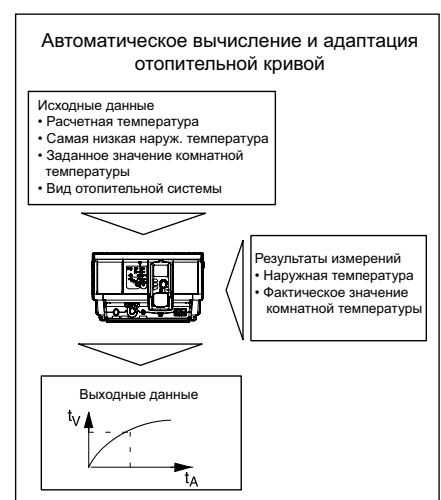 Автоматическое вычисление и адаптация
отопительной кривой
Исходные данные
• Расчетная температура
• Самая низкая наруж. температура
• Заданное значение комнатной
температуры
• Вид отопительной системы
Результаты измерений
• Наружная температура
• Фактическое значение
комнатной температуры
Выходные данные
tV
tA